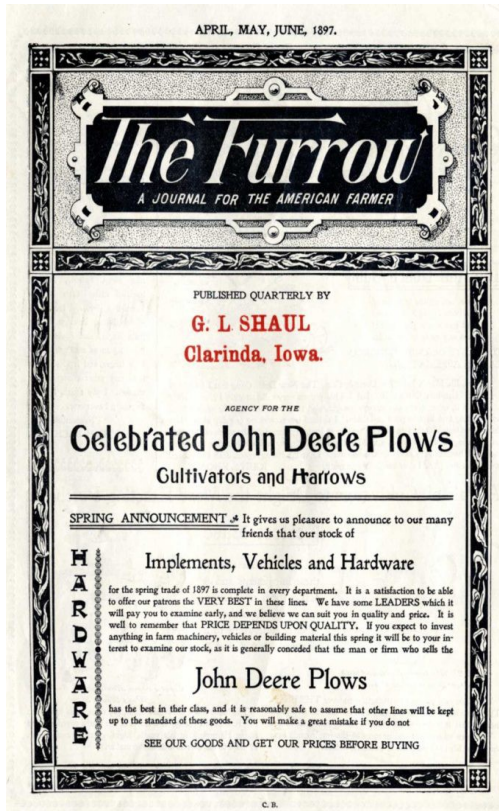 APRIL, MAY, JUNE, 1897.
The Furrow
A JOURNAL FOR THE AMERICAN FARMER
PUBLISHED QUARTERLY BY
G. L. SHAUL
Clarinda, Iowa.
AGENCY FOR THE
Celebrated John Deere Plows
Cultivators and Harrows
SPRING ANNOUNCEMENT It gives us pleasure to announce to our many
friends that our stock of
HARDWARE
Implements, Vehicles and Hardware
for the spring trade of 1897 is complete in every department. It is a satisfaction to be able
to offer our patrons the VERY BEST in these lines. We have some LEADERS which it
will pay you to examine early, and we believe we can suit you in quality and price. It is
well to remember that PRICE DEPENDS UPON QUALITY. If you expect to invest
anything in farm machinery, vehicles or building material this spring it will be to your in-
terest to examine our stock, as it is generally conceded that the man or firm who sells the
John Deere Plows
has the best in their class, and it is reasonably safe to assume that other lines will be kept
up to the standard of these goods. You will make a great mistake if you do not
SEE OUR GOODS AND GET OUR PRICES BEFORE BUYING
C. B.